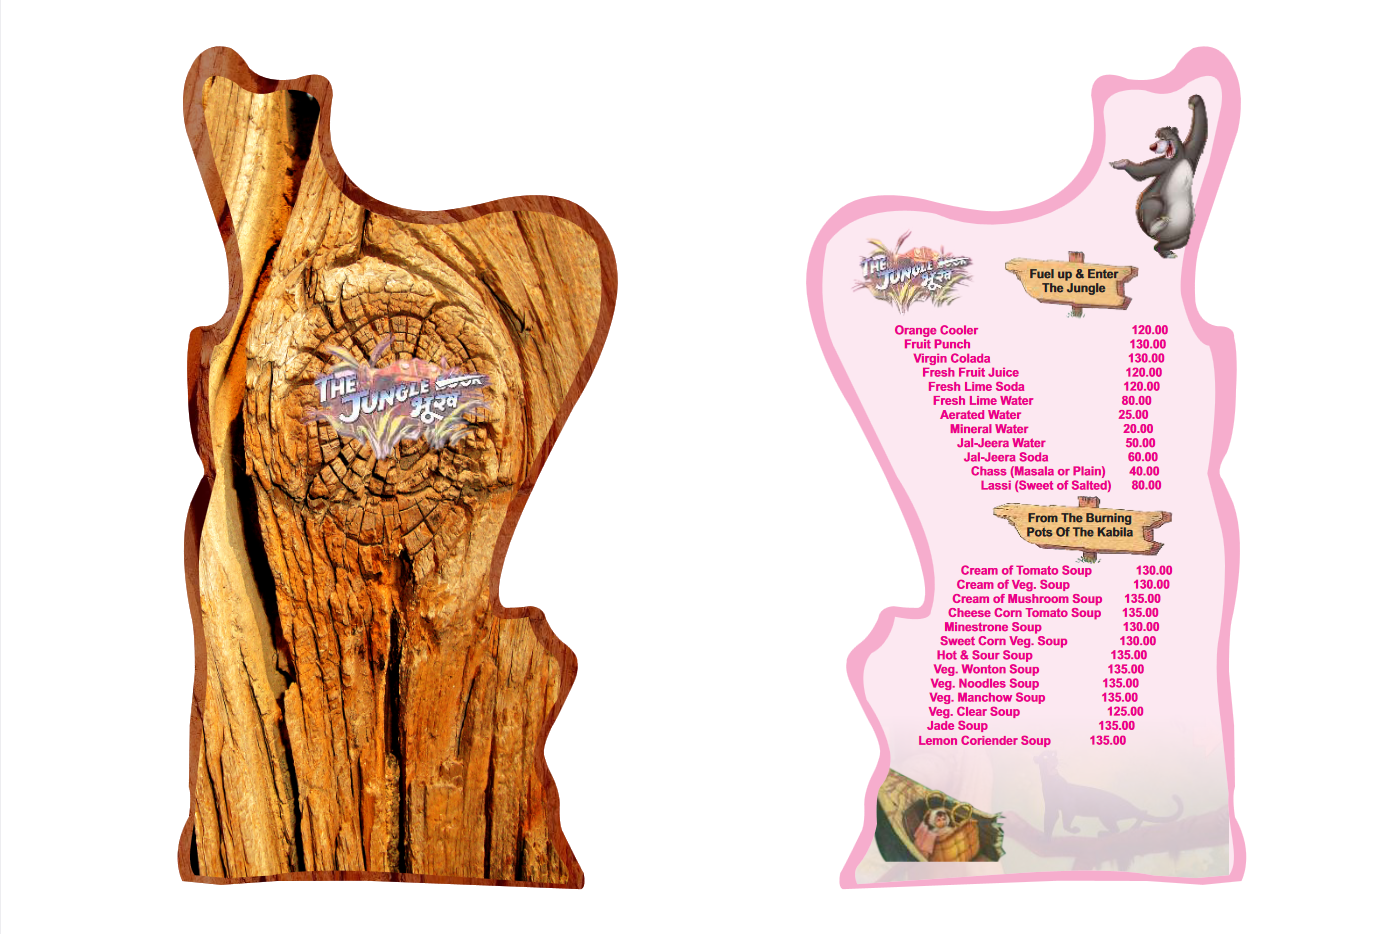 THE
JUNGLE BOOK
भूख
THE
JUNGLE BOOK
भूख
Fuel up & Enter
The Jungle
Orange Cooler 120.00
Fruit Punch 130.00
Virgin Colada 130.00
Fresh Fruit Juice 120.00
Fresh Lime Soda 120.00
Fresh Lime Water 80.00
Aerated Water 25.00
Mineral Water 20.00
Jal-Jeera Water 50.00
Jal-Jeera Soda 60.00
Chass (Masala or Plain) 40.00
Lassi (Sweet of Salted) 80.00
From The Burning
Pots Of The Kabila
Cream of Tomato Soup 130.00
Cream of Veg. Soup 130.00
Cream of Mushroom Soup 135.00
Cheese Corn Tomato Soup 135.00
Minestrone Soup 130.00
Sweet Corn Veg. Soup 130.00
Hot & Sour Soup 135.00
Veg. Wonton Soup 135.00
Veg. Noodles Soup 135.00
Veg. Manchow Soup 135.00
Veg. Clear Soup 125.00
Jade Soup 135.00
Lemon Coriender Soup 135.00